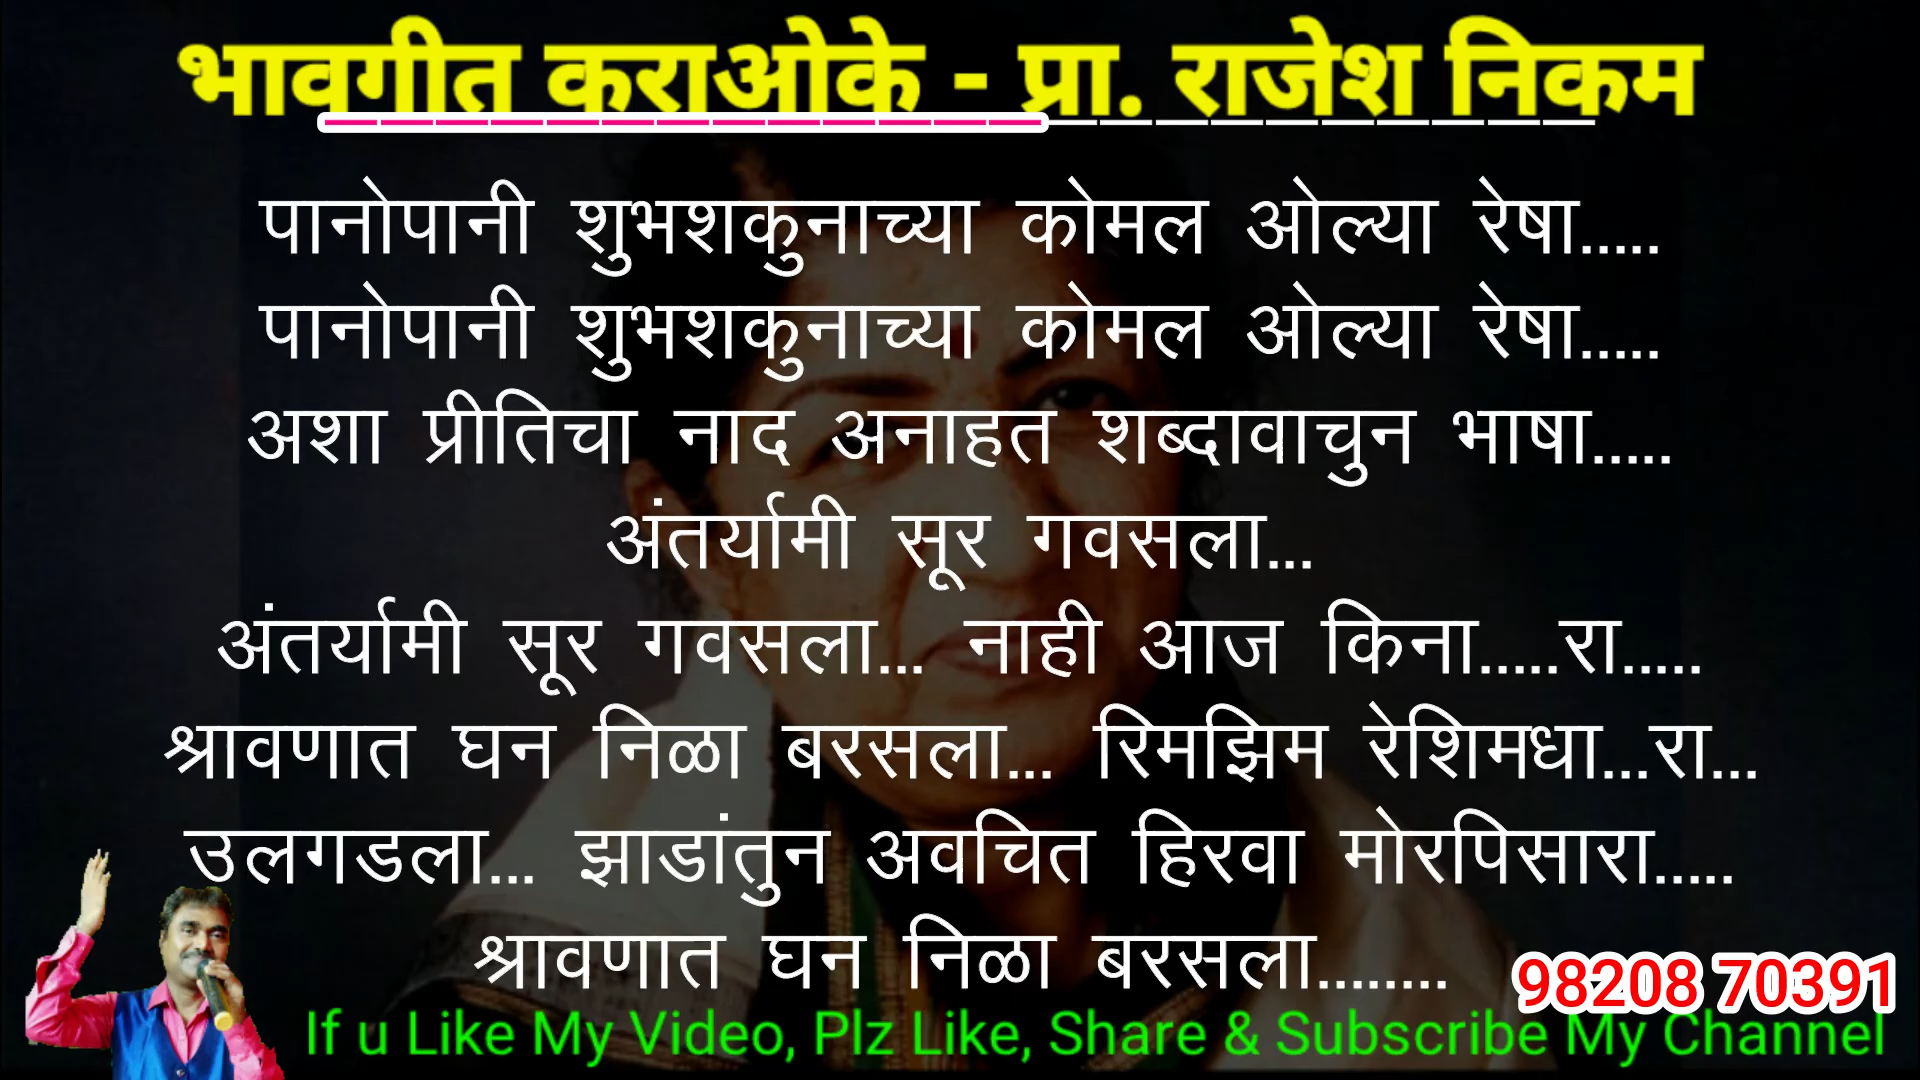 भावगीत कराओके - प्रा. राजेश निकम
पानोपानी शुभशकुनाच्या कोमल ओल्या रेषा.....
पानोपानी शुभशकुनाच्या कोमल ओल्या रेषा.....
अशा प्रीतिचा नाद अनाहत शब्दावाचुन भाषा.....
अंतर्यामी सूर गवसला...
अंतर्यामी सूर गवसला... नाही आज किना.....रा.....
श्रावणात घन निळा बरसला... रिमझिम रेशिमधा...रा...
उलगडला... झाडांतुन अवचित हिरवा मोरपिसारा.....
श्रावणात घन निळा बरसला........
98208 70391
If u Like My Video, Plz Like, Share & Subscribe My Channel